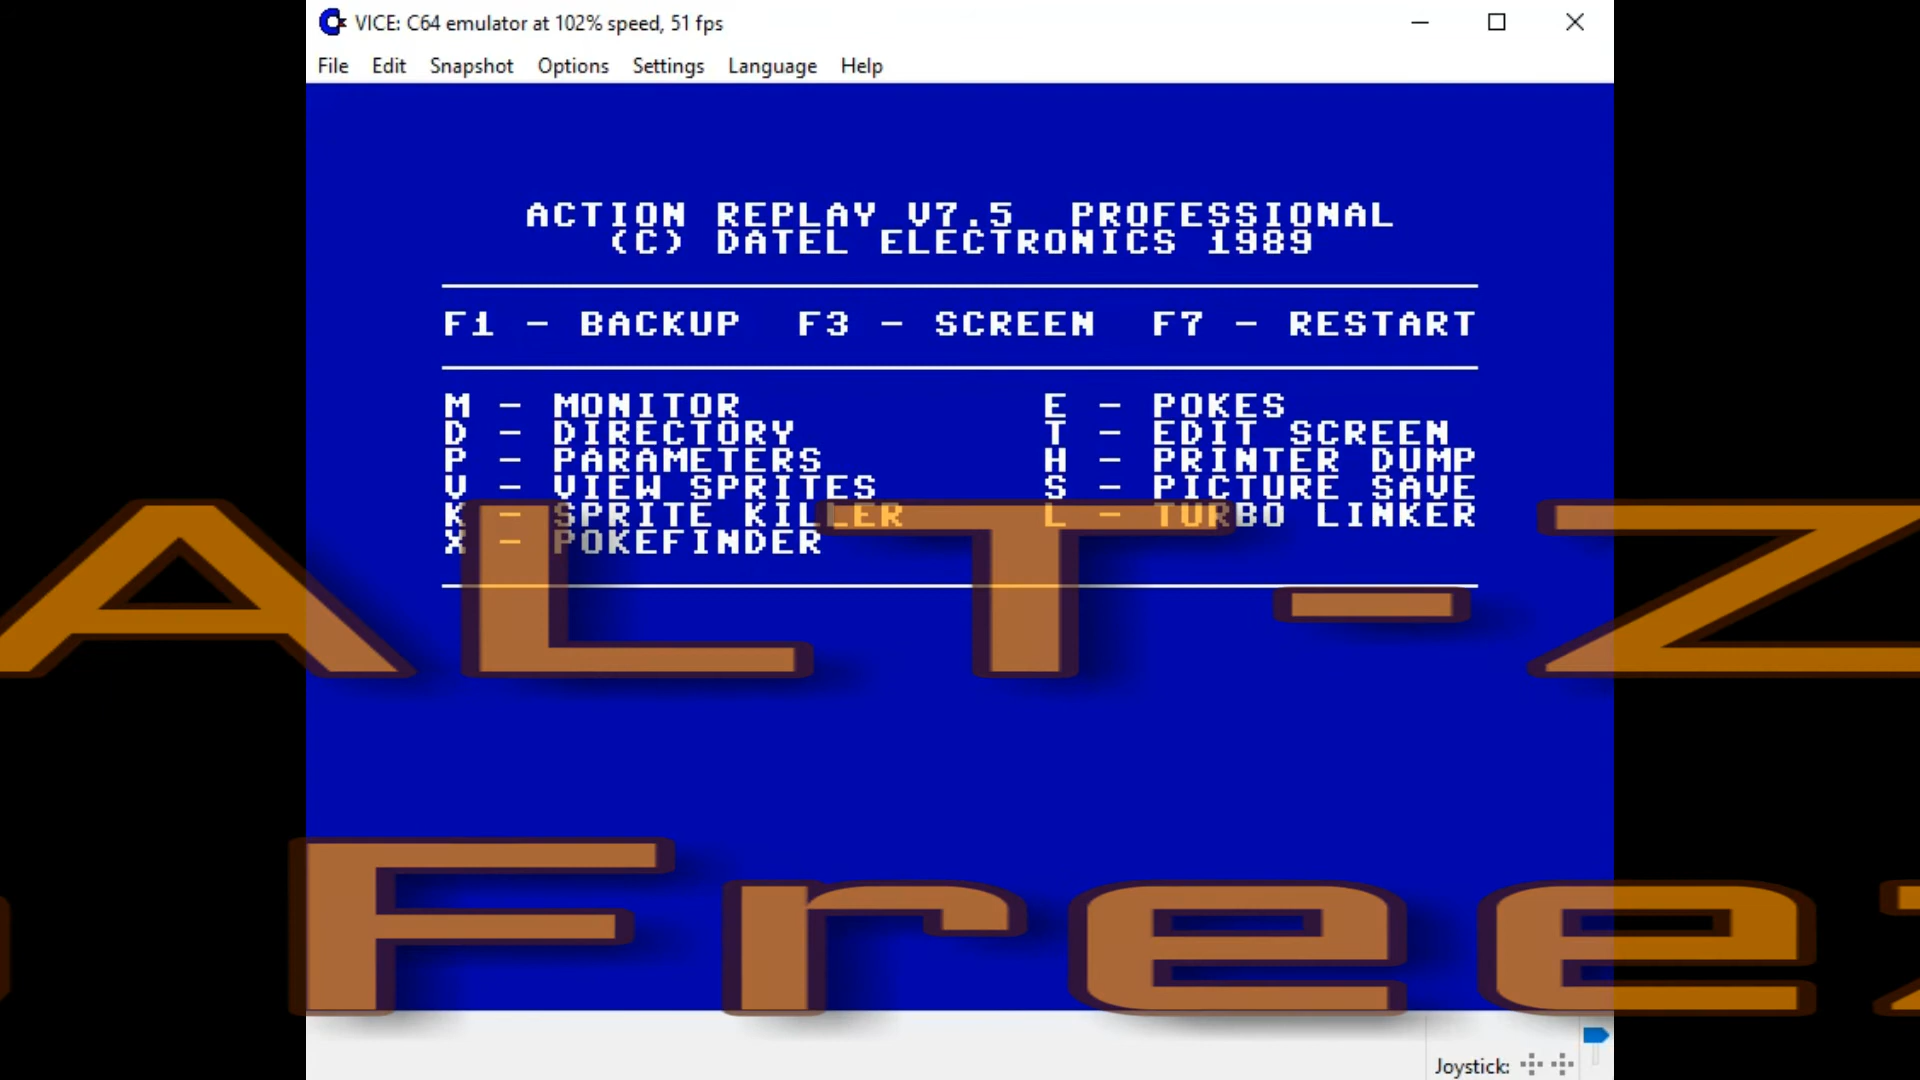 VICE: C64 emulator at 102% speed, 51 fps
File Edit Snapshot Options Settings Language Help
ACTION REPLAY V7.5 PROFESSIONAL
(C) DATEL ELECTRONICS 1989
F1 - BACKUP F3 - SCREEN F7 - RESTART
M - MONITOR E - POKES
D - DIRECTORY T - EDIT SCREEN
P - PARAMETERS H - PRINTER DUMP
V - VIEW SPRITES S - PICTURE SAVE
K - SPRITE KILLER L - TURBO LINKER
X - POKEFINDER
ALT-Z
Freez
Joystick: